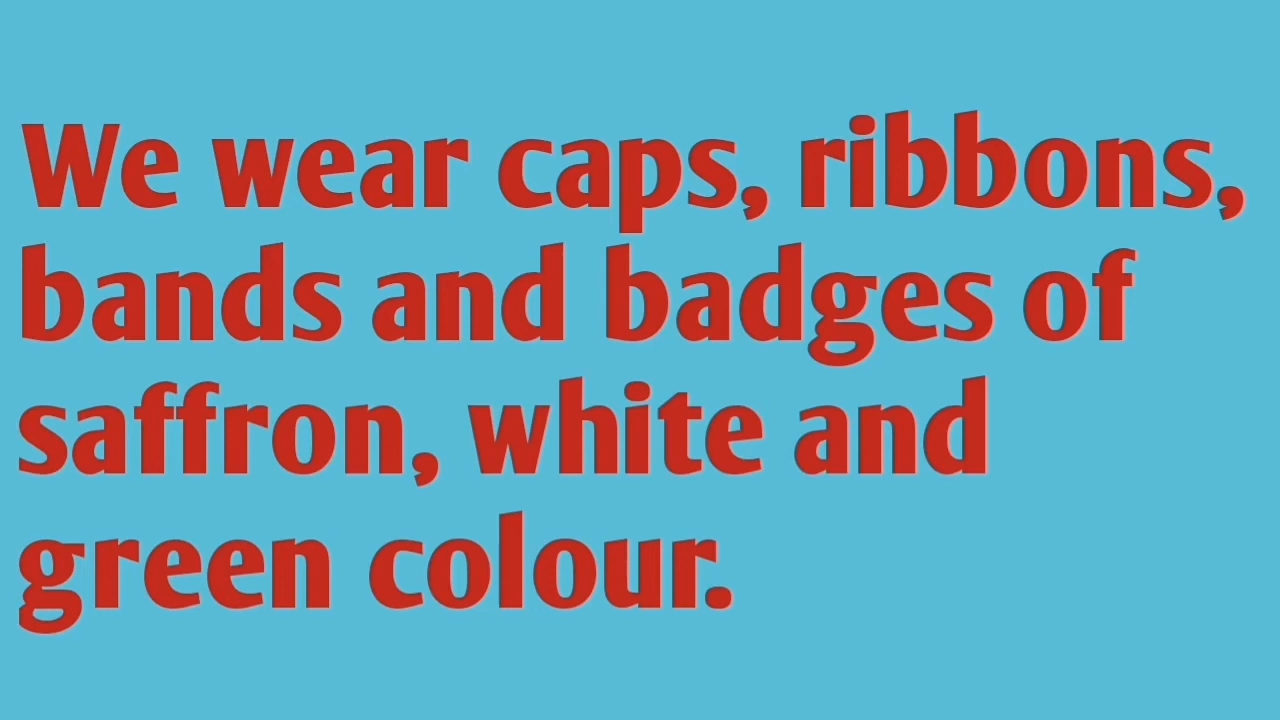 We wear caps, ribbons,
bands and badges of
saffron, white and
green colour.